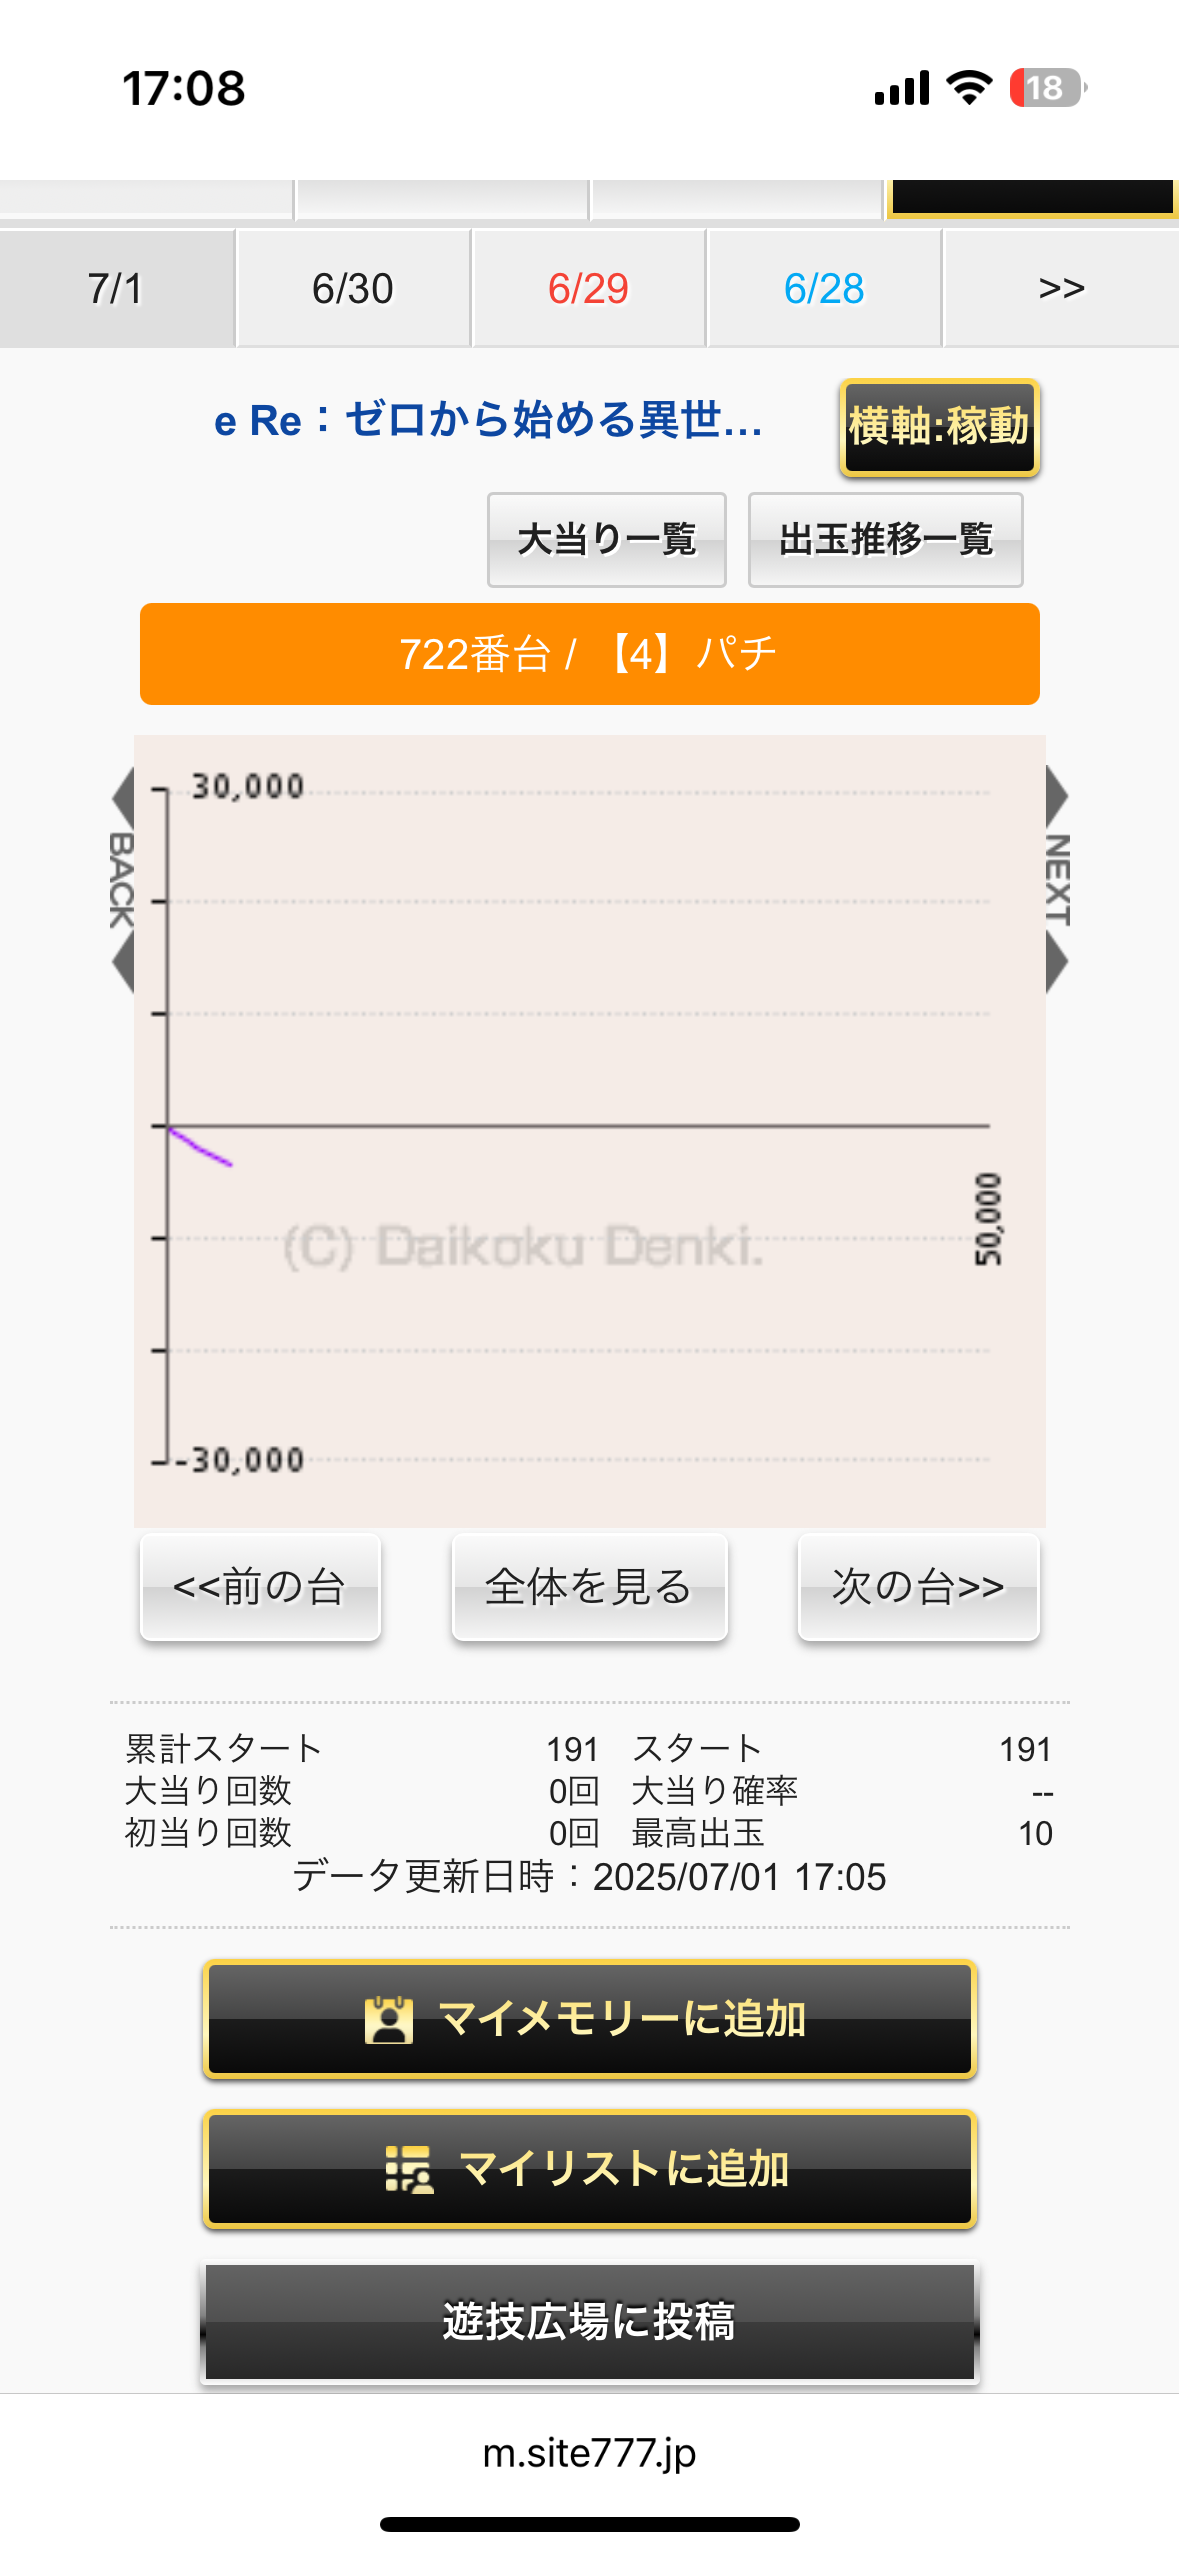 17:08
18
7/1 6/30 6/29 6/28 >>
e Re：ゼロから始める異世... 横軸:稼動
大当り一覧 出玉推移一覧
722番台 / 【4】パチ
30,000
BACK
NEXT
50,000
(C) Daikoku Denki.
-30,000
<<前の台 全体を見る 次の台>>
累計スタート 191 スタート 191
大当り回数 0回 大当り確率 --
初当り回数 0回 最高出玉 10
データ更新日時：2025/07/01 17:05
マイメモリーに追加
マイリストに追加
遊技広場に投稿
m.site777.jp